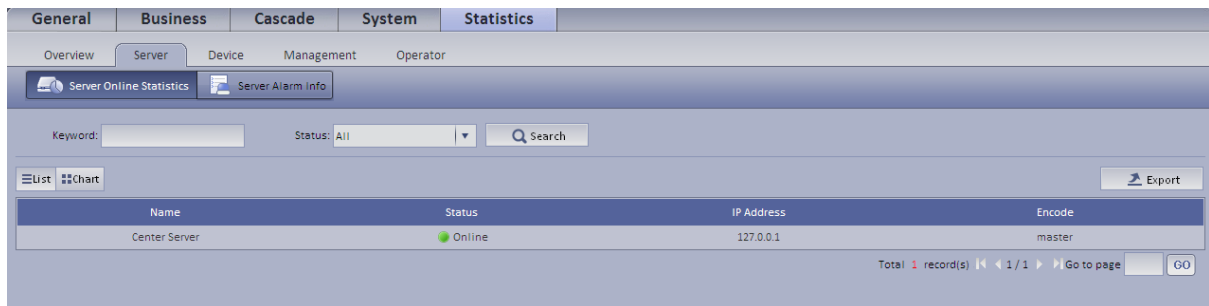 General Business Cascade System Statistics
Overview Server Device Management Operator
Server Online Statistics Server Alarm Info
Keyword: Status: All Search
List Chart Export
Name Status IP Address Encode
Center Server Online 127.0.0.1 master
Total 1 record(s) 1 / 1 Go to page GO